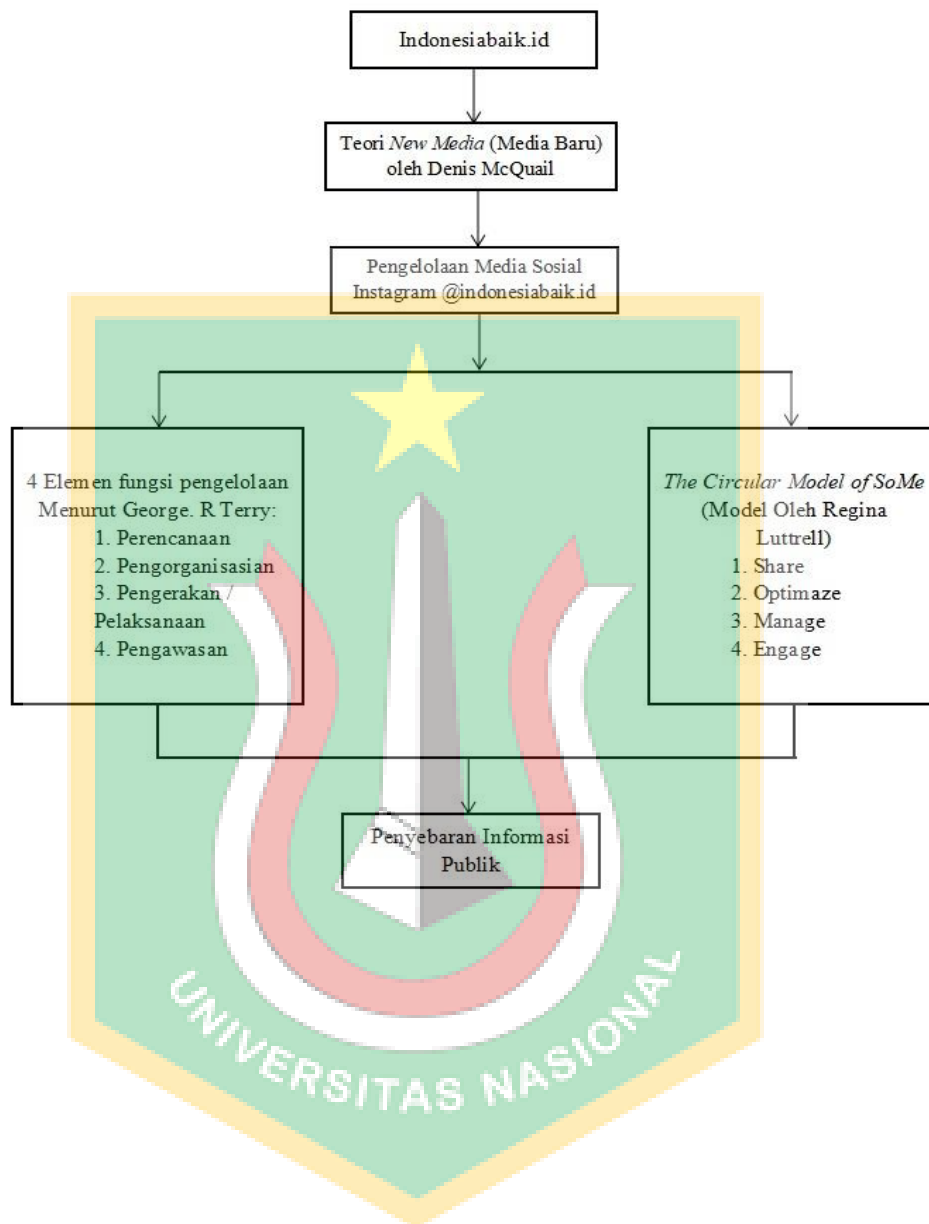 Indonesiabaik.id
Teori New Media (Media Baru)
oleh Denis McQuail
Pengelolaan Media Sosial
Instagram @indonesiabaik.id
4 Elemen fungsi pengelolaan
Menurut George. R Terry:
1. Perencanaan
2. Pengorganisasian
3. Pengerakan /
Pelaksanaan
4. Pengawasan
The Circular Model of SoMe
(Model Oleh Regina
Luttrell)
1. Share
2. Optimaze
3. Manage
4. Engage
Penyebaran Informasi
Publik
UNIVERSITAS NASIONAL